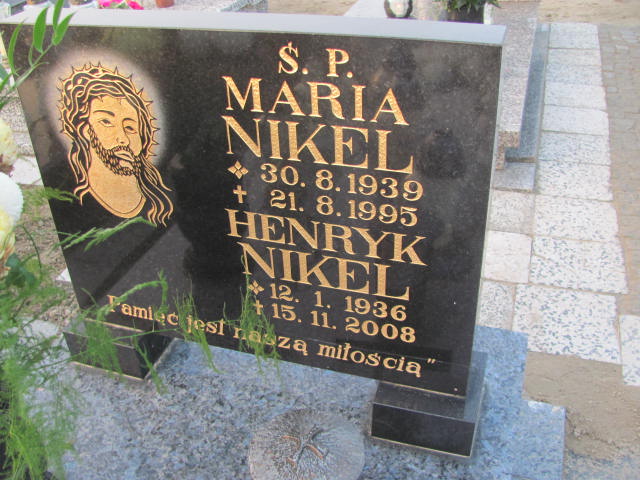 Ś. P.
MARIA
NIKEL
30. 8. 1939
21. 8. 1995
HENRYK
NIKEL
12. 1. 1936
15. 11. 2008
Pamięć jest naszą miłością"